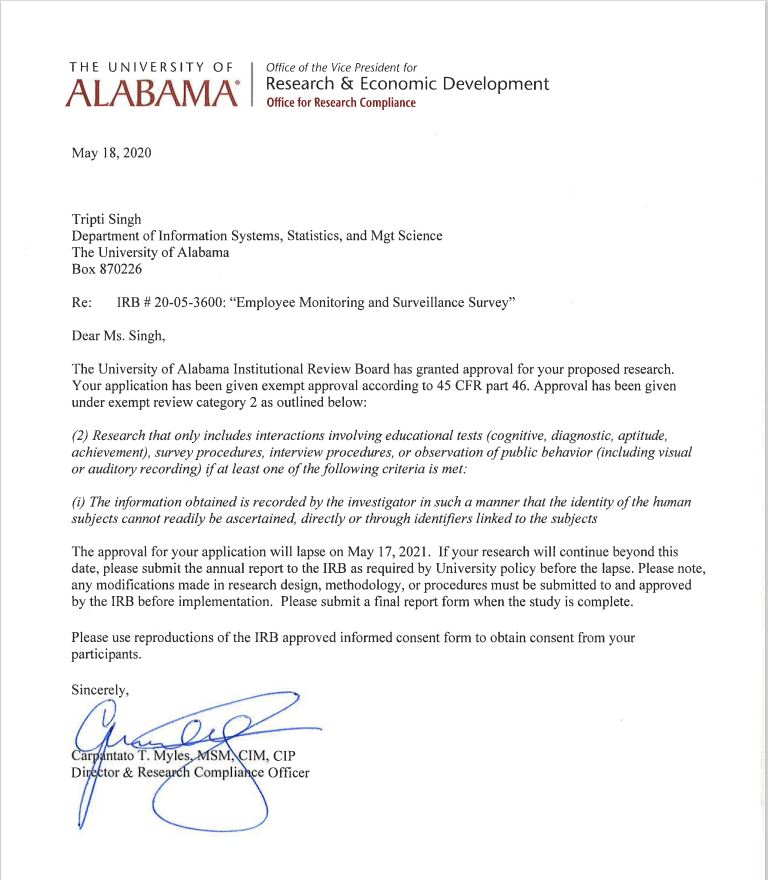 THE UNIVERSITY OF
ALABAMA®
Office of the Vice President for
Research & Economic Development
Office for Research Compliance
May 18, 2020
Tripti Singh
Department of Information Systems, Statistics, and Mgt Science
The University of Alabama
Box 870226
Re: IRB # 20-05-3600: “Employee Monitoring and Surveillance Survey”
Dear Ms. Singh,
The University of Alabama Institutional Review Board has granted approval for your proposed research.
Your application has been given exempt approval according to 45 CFR part 46. Approval has been given
under exempt review category 2 as outlined below:
(2) Research that only includes interactions involving educational tests (cognitive, diagnostic, aptitude,
achievement), survey procedures, interview procedures, or observation of public behavior (including visual
or auditory recording) if at least one of the following criteria is met:
(i) The information obtained is recorded by the investigator in such a manner that the identity of the human
subjects cannot readily be ascertained, directly or through identifiers linked to the subjects
The approval for your application will lapse on May 17, 2021. If your research will continue beyond this
date, please submit the annual report to the IRB as required by University policy before the lapse. Please note,
any modifications made in research design, methodology, or procedures must be submitted to and approved
by the IRB before implementation. Please submit a final report form when the study is complete.
Please use reproductions of the IRB approved informed consent form to obtain consent from your
participants.
Sincerely,
Carpantato T. Myles, MSM, CIM, CIP
Director & Research Compliance Officer